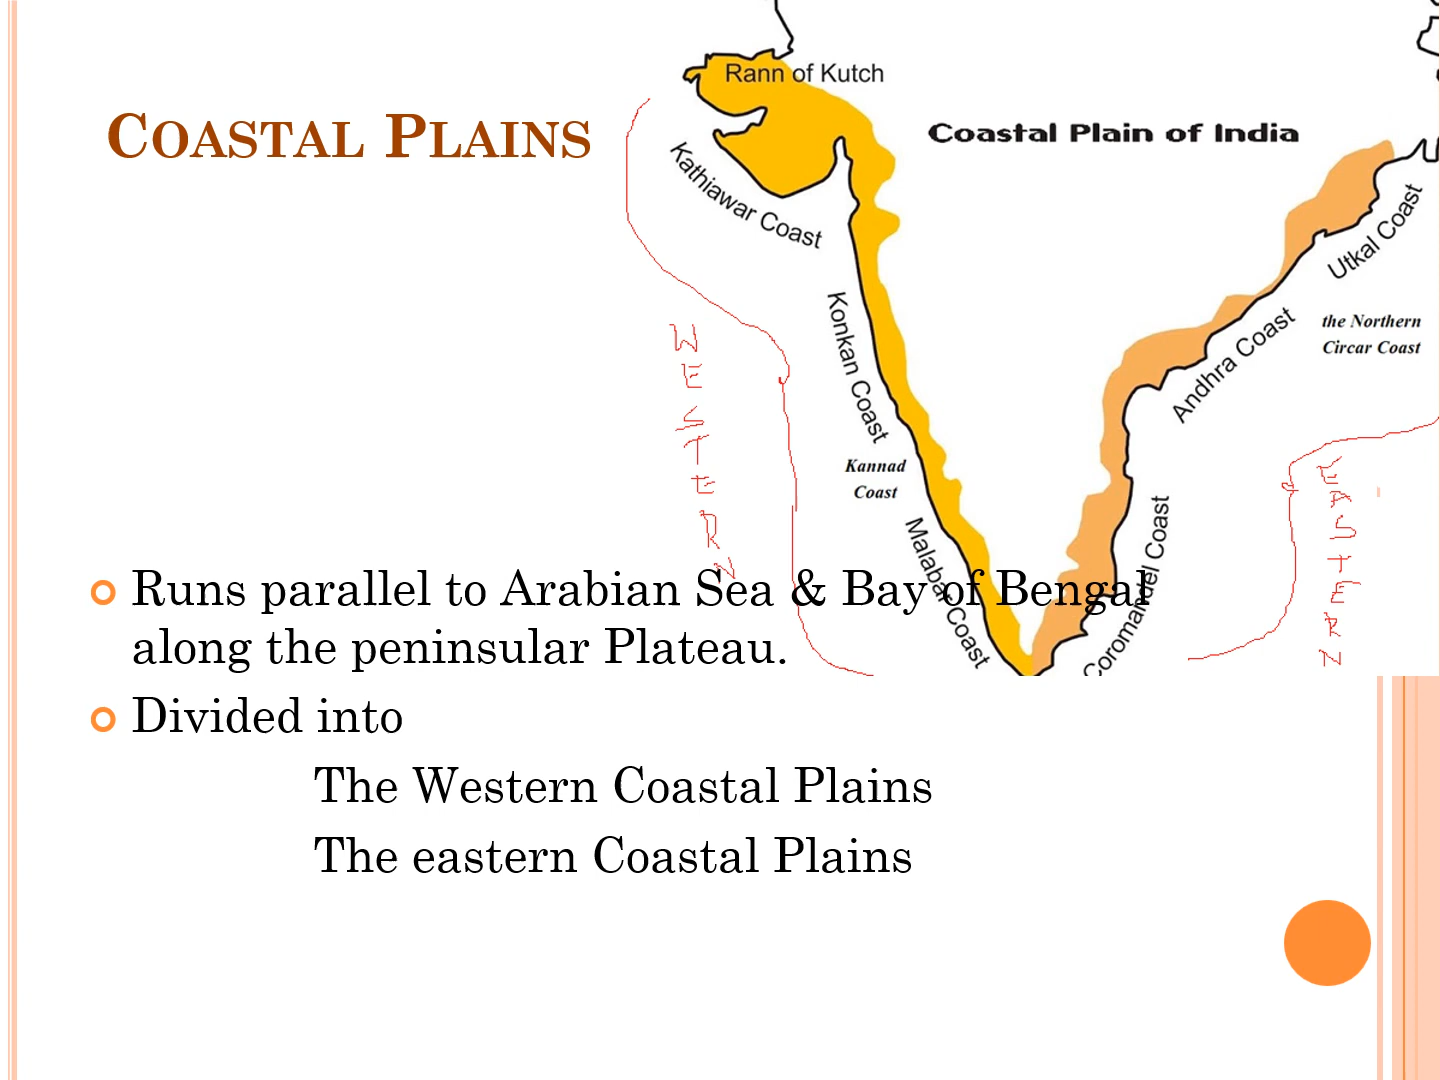 COASTAL PLAINS
Rann of Kutch
Coastal Plain of India
Kathiawar Coast
Utkal Coast
Konkan Coast
the Northern
Circar Coast
Andhra Coast
Kannad
Coast
WESTERN
EASTERN
Malabar Coast
Coromandel Coast
Runs parallel to Arabian Sea & Bay of Bengal
along the peninsular Plateau.
Divided into
The Western Coastal Plains
The eastern Coastal Plains